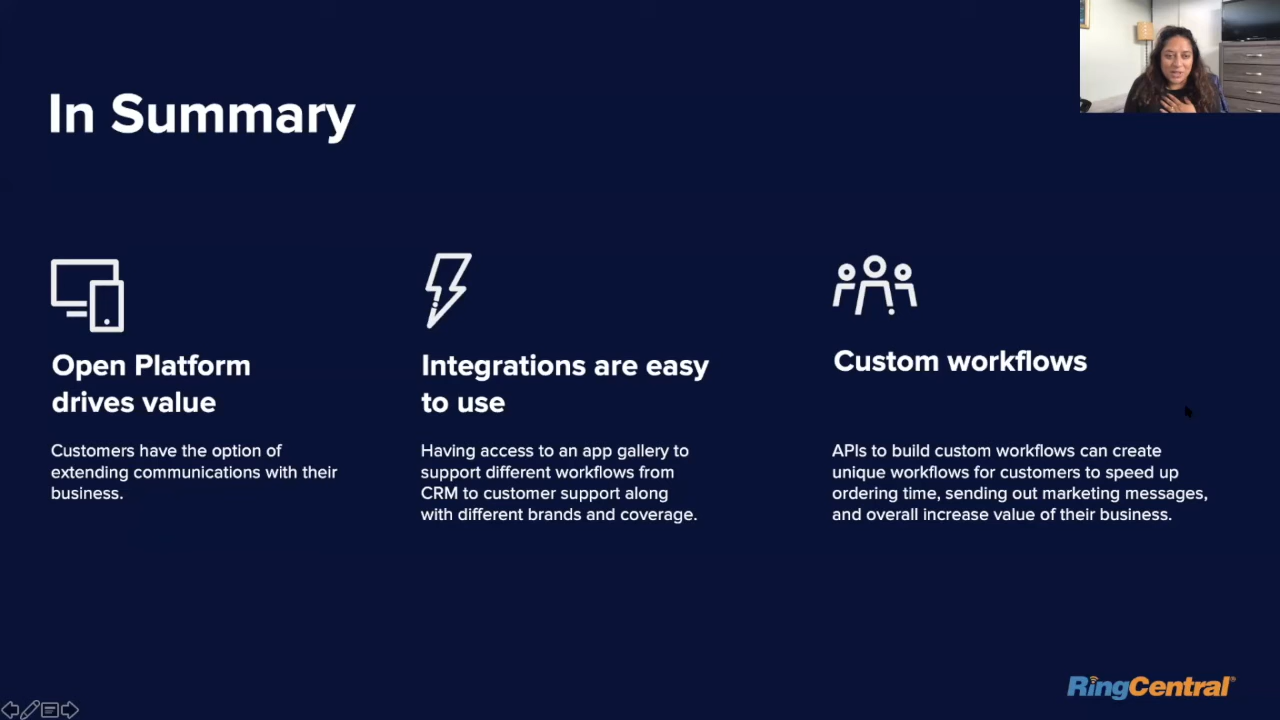 In Summary
Open Platform
drives value
Customers have the option of
extending communications with their
business.
Integrations are easy
to use
Having access to an app gallery to
support different workflows from
CRM to customer support along
with different brands and coverage.
Custom workflows
APIs to build custom workflows can create
unique workflows for customers to speed up
ordering time, sending out marketing messages,
and overall increase value of their business.
RingCentral®